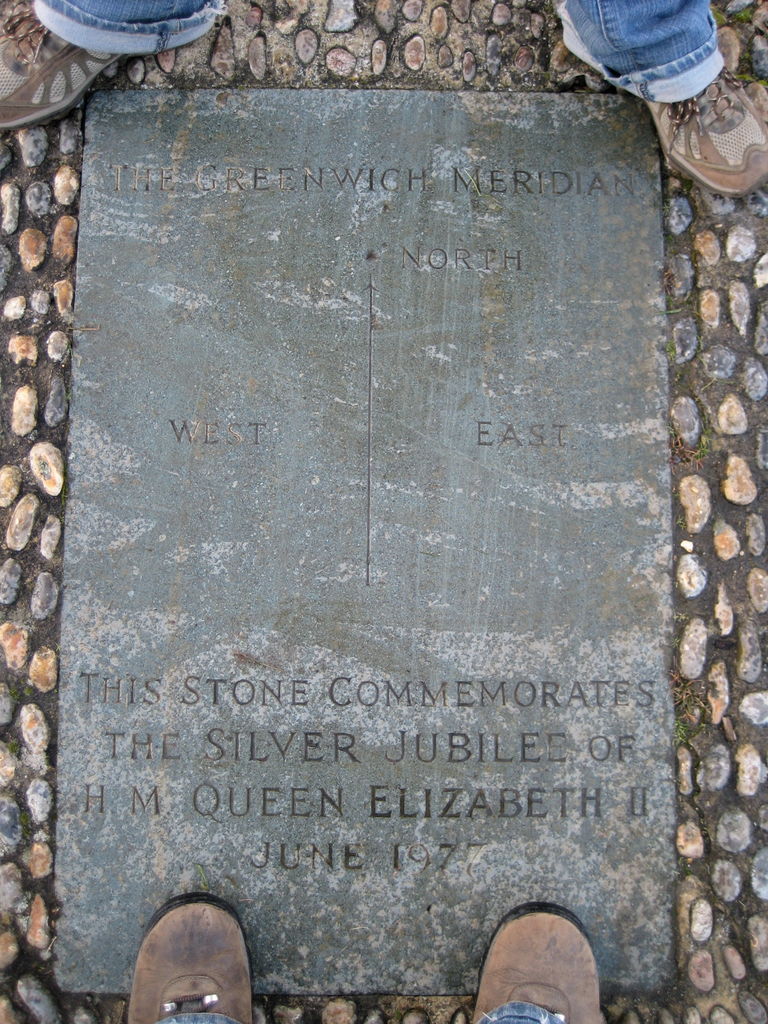 THE GREENWICH MERIDIAN
NORTH
WEST EAST
THIS STONE COMMEMORATES
THE SILVER JUBILEE OF
H M QUEEN ELIZABETH II
JUNE 1977